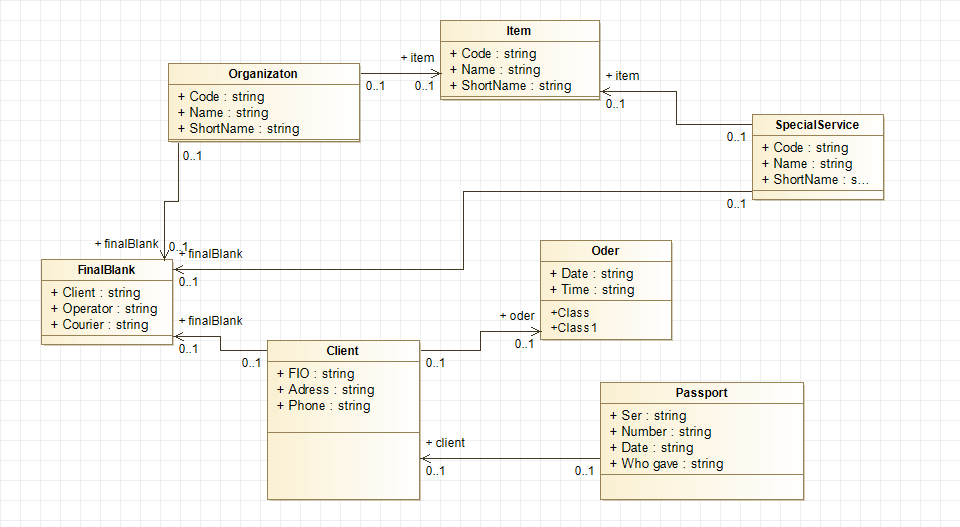 Item
+ Code : string
+ Name : string
+ ShortName : string
+ item
0..1
0..1
Organizaton
+ Code : string
+ Name : string
+ ShortName : string
0..1
+ item
0..1
SpecialService
+ Code : string
+ Name : string
+ ShortName : s...
0..1
0..1
+ finalBlank
0..1
+ finalBlank
0..1
FinalBlank
+ Client : string
+ Operator : string
+ Courier : string
+ finalBlank
0..1
Oder
+ Date : string
+ Time : string
+Class
+Class1
+ oder
0..1
Client
+ FIO : string
+ Adress : string
+ Phone : string
0..1
0..1
+ client
0..1
Passport
+ Ser : string
+ Number : string
+ Date : string
+ Who gave : string
0..1